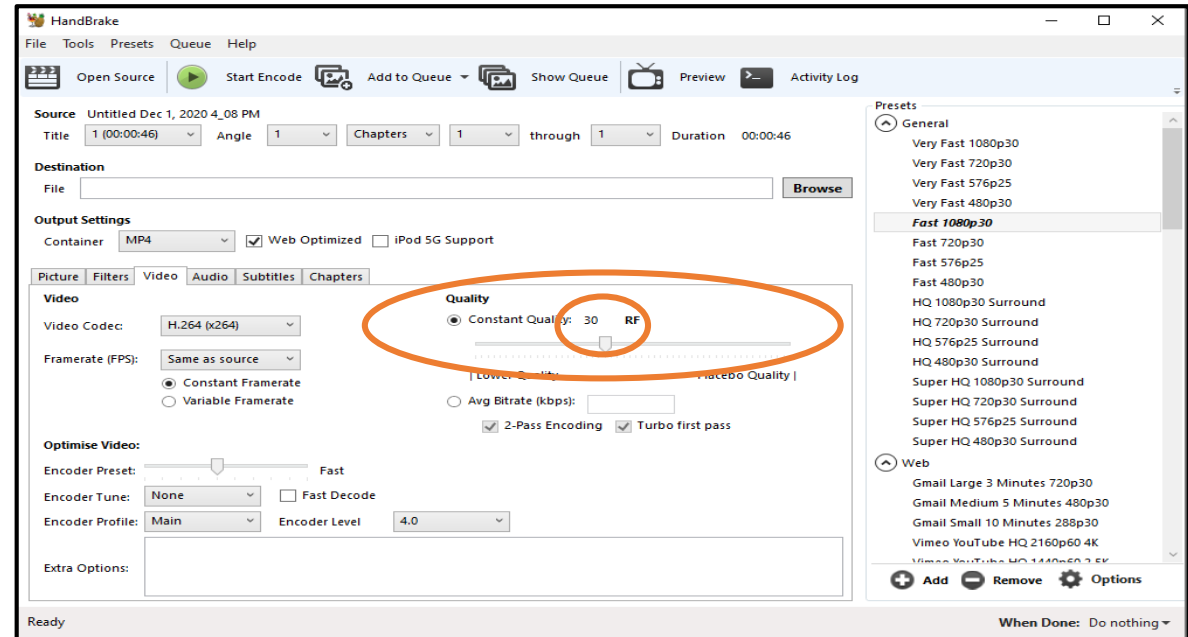 HandBrake
File Tools Presets Queue Help
Open Source Start Encode Add to Queue Show Queue Preview Activity Log
Source Untitled Dec 1, 2020 4_08 PM
Title 1 (00:00:46) Angle 1 Chapters 1 through 1 Duration 00:00:46
Destination
File Browse
Output Settings
Container MP4 Web Optimized iPod 5G Support
Picture Filters Video Audio Subtitles Chapters
Video
Video Codec: H.264 (x264)
Framerate (FPS): Same as source
Constant Framerate
Variable Framerate
Quality
Constant Quality: 30 RF
| Lower Quality Placebo Quality |
Avg Bitrate (kbps):
2-Pass Encoding Turbo first pass
Optimise Video:
Encoder Preset: Fast
Encoder Tune: None Fast Decode
Encoder Profile: Main Encoder Level 4.0
Extra Options:
Presets
General
Very Fast 1080p30
Very Fast 720p30
Very Fast 576p25
Very Fast 480p30
Fast 1080p30
Fast 720p30
Fast 576p25
Fast 480p30
HQ 1080p30 Surround
HQ 720p30 Surround
HQ 576p25 Surround
HQ 480p30 Surround
Super HQ 1080p30 Surround
Super HQ 720p30 Surround
Super HQ 576p25 Surround
Super HQ 480p30 Surround
Web
Gmail Large 3 Minutes 720p30
Gmail Medium 5 Minutes 480p30
Gmail Small 10 Minutes 288p30
Vimeo YouTube HQ 2160p60 4K
Vimeo YouTube HQ 1440p60 2.5K
Add Remove Options
Ready When Done: Do nothing